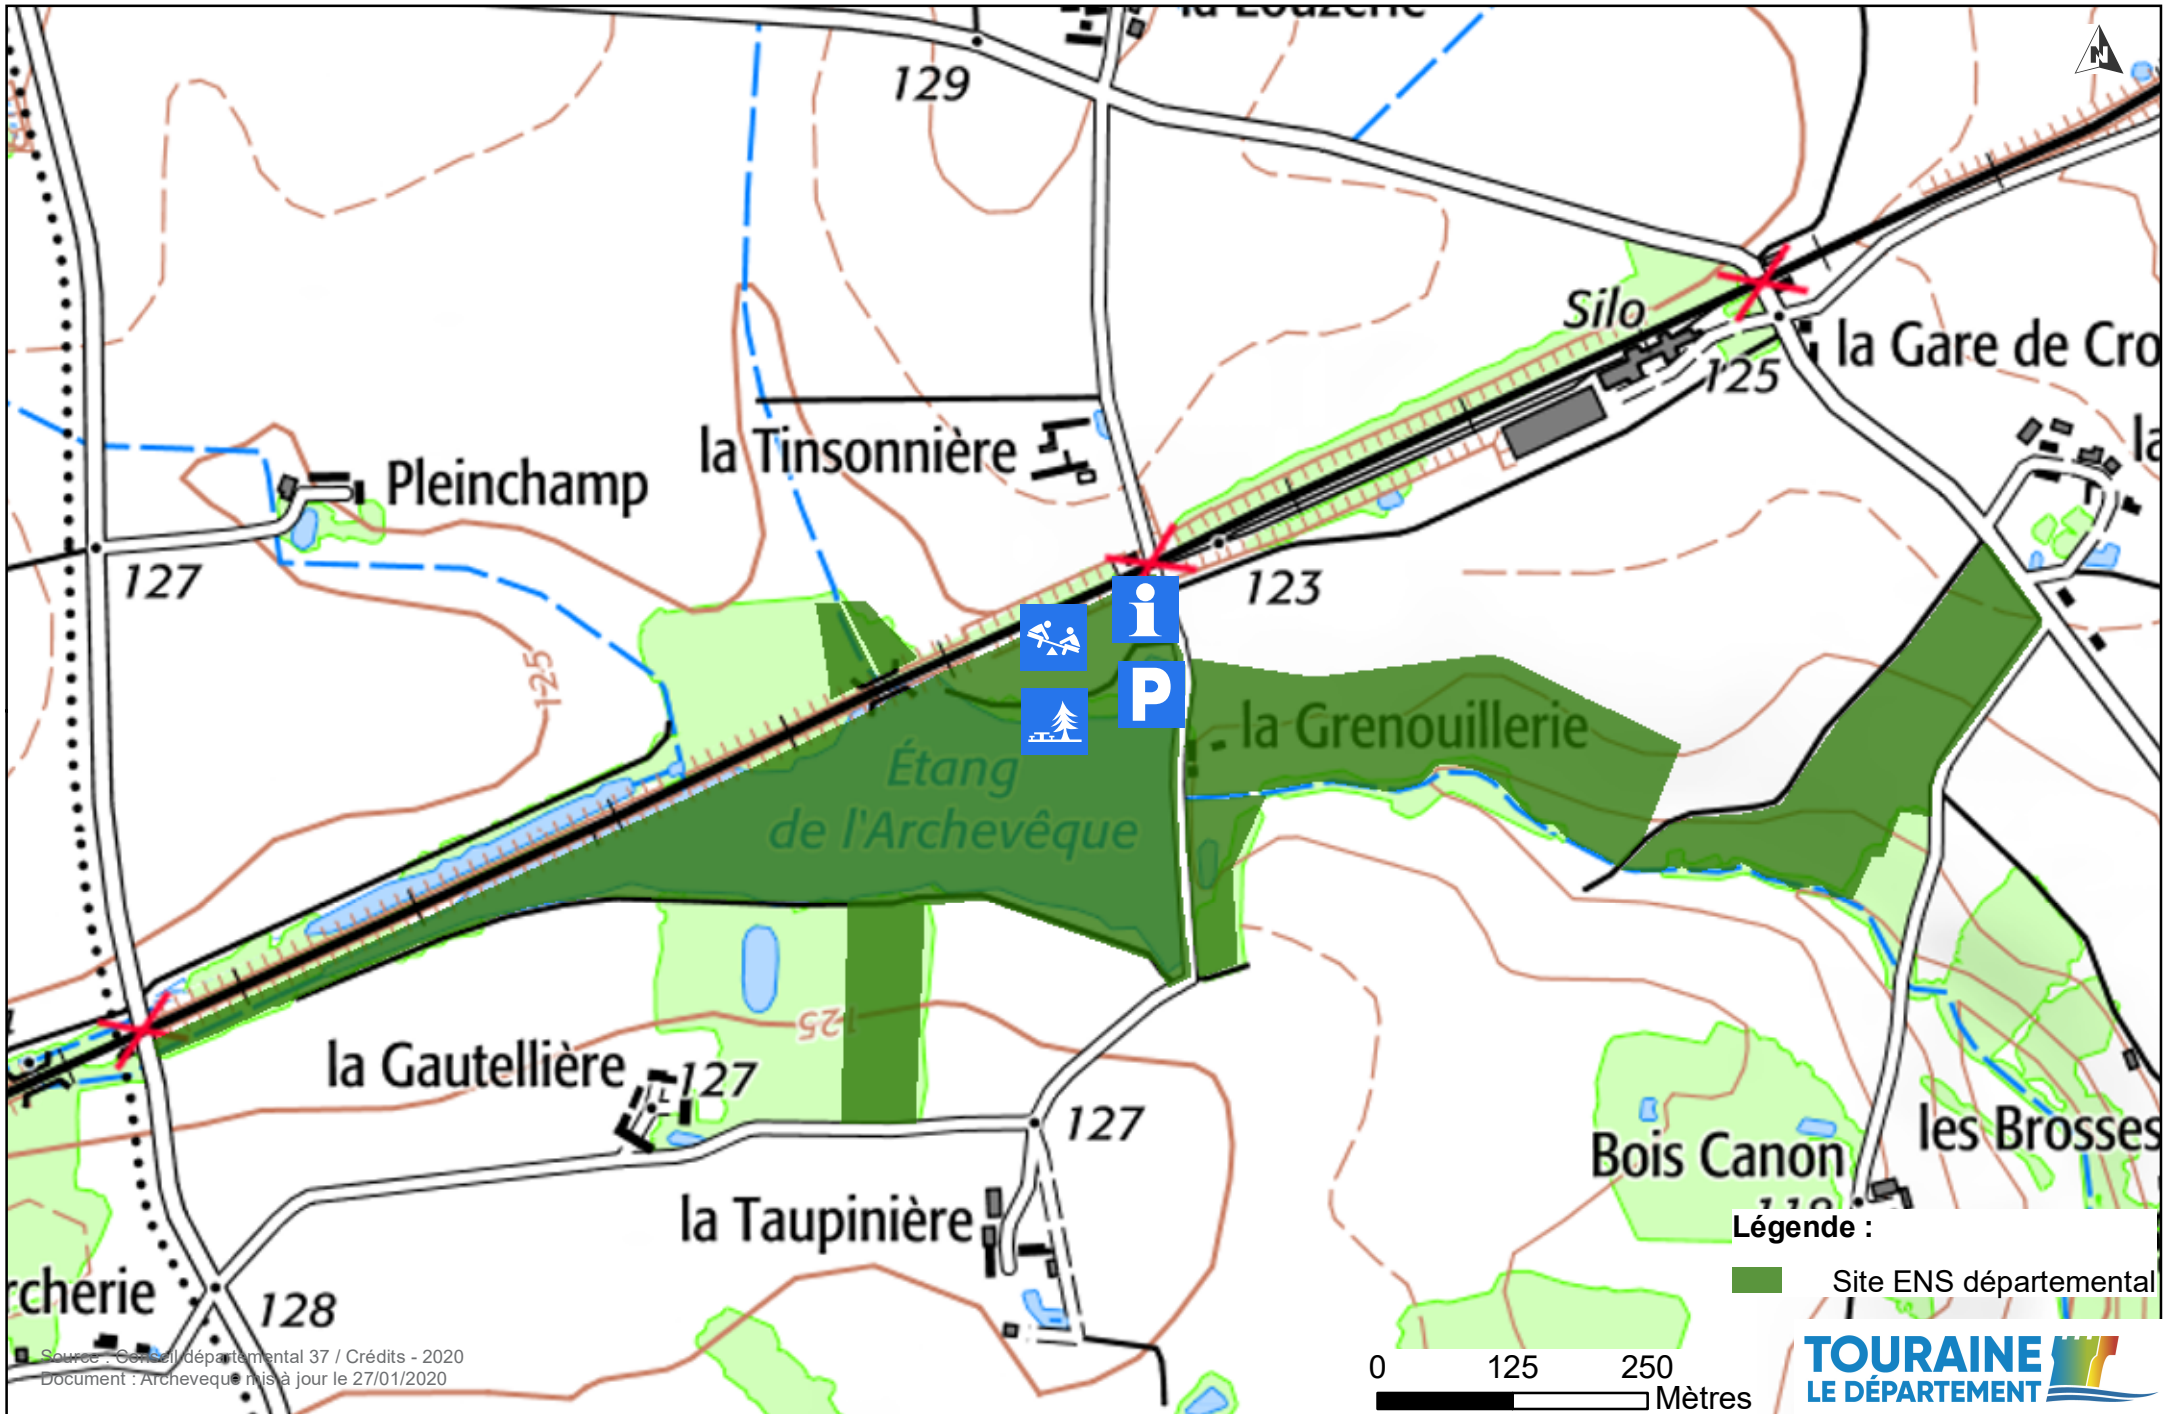 129
N
Silo
125
la Gare de Cro
la Tinsonnière
la
Pleinchamp
127
123
125
i
P
la Grenouillerie
Étang
de l'Archevêque
125
la Gautellière
127
127
Bois Canon
les Brosses
la Taupinière
Légende :
Site ENS départemental
rcherie
128
Source : Conseil départemental 37 / Crédits - 2020
Document : Archeveque mis à jour le 27/01/2020
0 125 250
Mètres
TOURAINE
LE DÉPARTEMENT